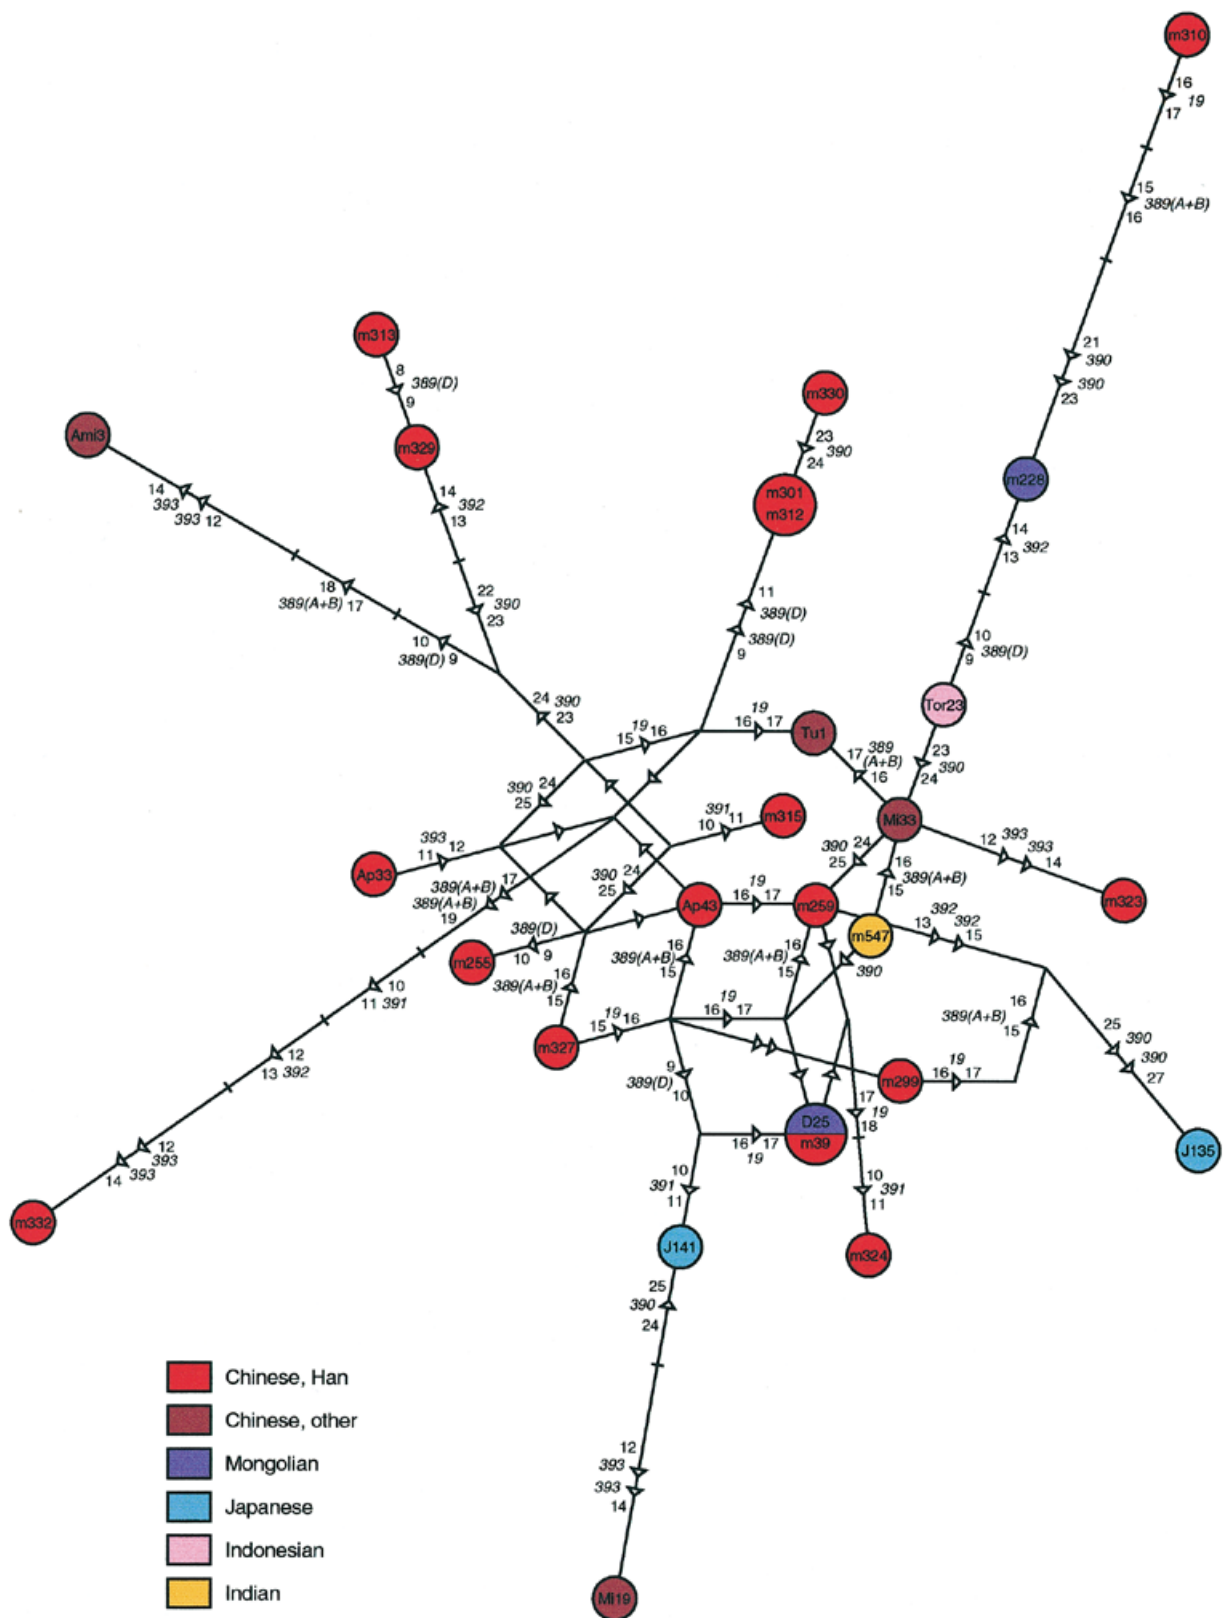 m310
16
19
17
15
389(A+B)
16
21
390
390
23
m313
8
389(D)
9
m330
23
390
24
Ami3
m329
14
393
393 12
14
392
13
m301
m312
m228
14
392
13
18
389(A+B) 17
22
390
23
11
389(D)
389(D)
9
10
389(D) 9
10
389(D)
9
24 390
23
Tor23
19
15 16
19
16 17
Tu1
17 389
(A+B)
16
23
390
24
390 24
25
391
10 11
m315
Mi33
393
11 12
Ap33
390 24
25
390 24
25
12 393
393
14
m323
389(A+B) 17
389(A+B)
19
Ap43
19
16 17
m259
16
389(A+B)
15
m547
392
13 392
15
389(D)
10 9
m255
16
389(A+B)
15
16
389(A+B)
15
16
389(A+B)
15
390
10
11 391
19
15 16
m327
19
16 17
16
389(A+B)
15
25
390
390
27
12
13 392
9
389(D)
10
m299
19
16 17
17
19
18
D25
m39
16 17
19
12
393
14 393
10
391
11
10
391
11
J135
m332
J141
m324
25
390
24
12
393
393
14
Mi19
Chinese, Han
Chinese, other
Mongolian
Japanese
Indonesian
Indian